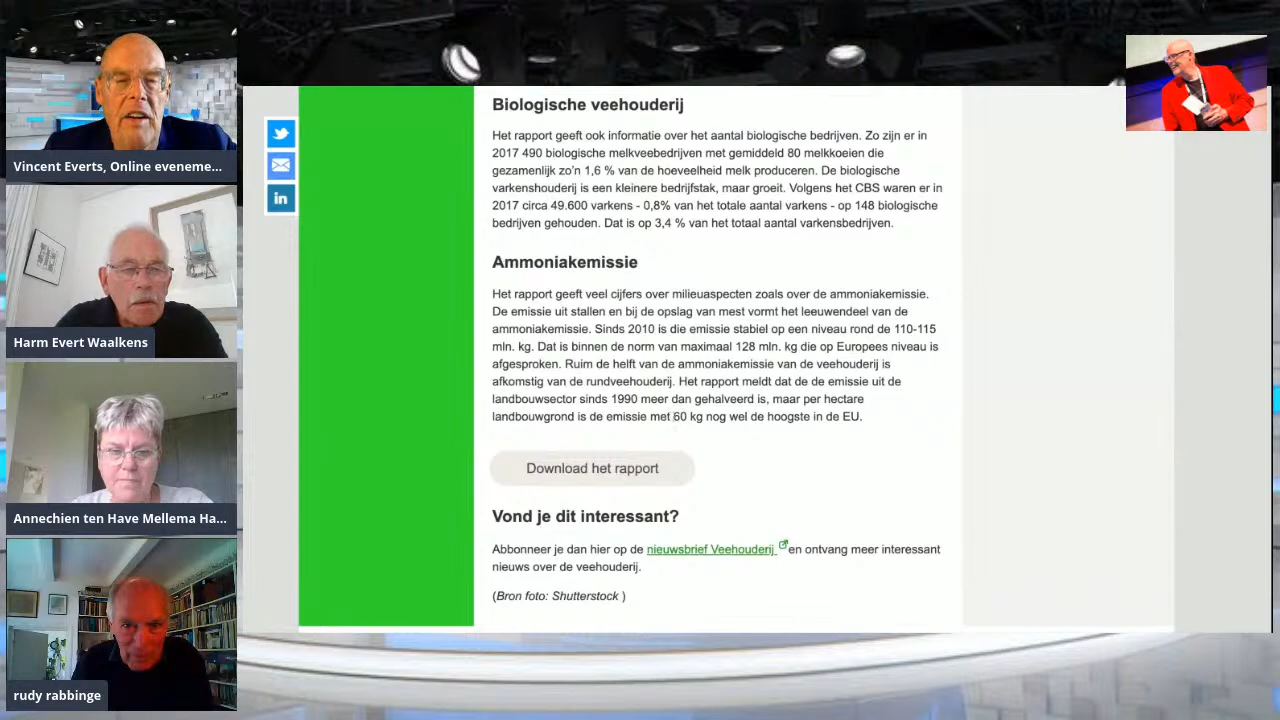 Vincent Everts, Online eveneme...
Harm Evert Waalkens
Annechien ten Have Mellema Ha...
rudy rabbinge
in
Biologische veehouderij
Het rapport geeft ook informatie over het aantal biologische bedrijven. Zo zijn er in
2017 490 biologische melkveebedrijven met gemiddeld 80 melkkoeien die
gezamenlijk zo'n 1,6 % van de hoeveelheid melk produceren. De biologische
varkenshouderij is een kleinere bedrijfstak, maar groeit. Volgens het CBS waren er in
2017 circa 49.600 varkens - 0,8% van het totale aantal varkens - op 148 biologische
bedrijven gehouden. Dat is op 3,4 % van het totaal aantal varkensbedrijven.
Ammoniakemissie
Het rapport geeft veel cijfers over milieuaspecten zoals over de ammoniakemissie.
De emissie uit stallen en bij de opslag van mest vormt het leeuwendeel van de
ammoniakemissie. Sinds 2010 is die emissie stabiel op een niveau rond de 110-115
mln. kg. Dat is binnen de norm van maximaal 128 mln. kg die op Europees niveau is
afgesproken. Ruim de helft van de ammoniakemissie van de veehouderij is
afkomstig van de rundveehouderij. Het rapport meldt dat de de emissie uit de
landbouwsector sinds 1990 meer dan gehalveerd is, maar per hectare
landbouwgrond is de emissie met 60 kg nog wel de hoogste in de EU.
Download het rapport
Vond je dit interessant?
Abbonneer je dan hier op de nieuwsbrief Veehouderij en ontvang meer interessant
nieuws over de veehouderij.
(Bron foto: Shutterstock )